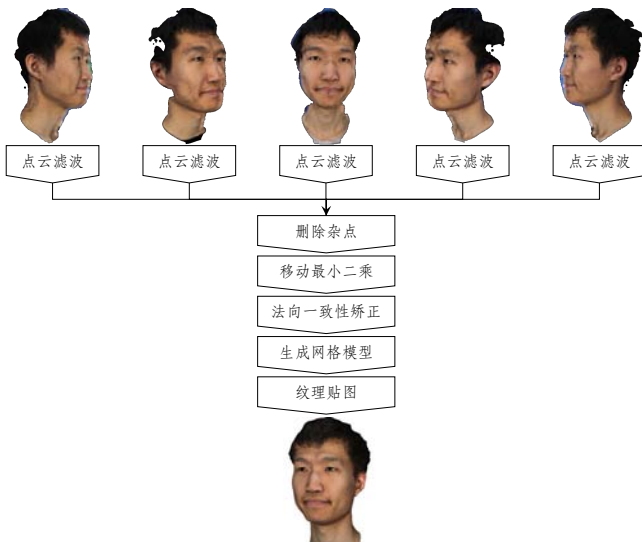 点云滤波
点云滤波
点云滤波
点云滤波
点云滤波
删除杂点
移动最小二乘
法向一致性矫正
生成网格模型
纹理贴图